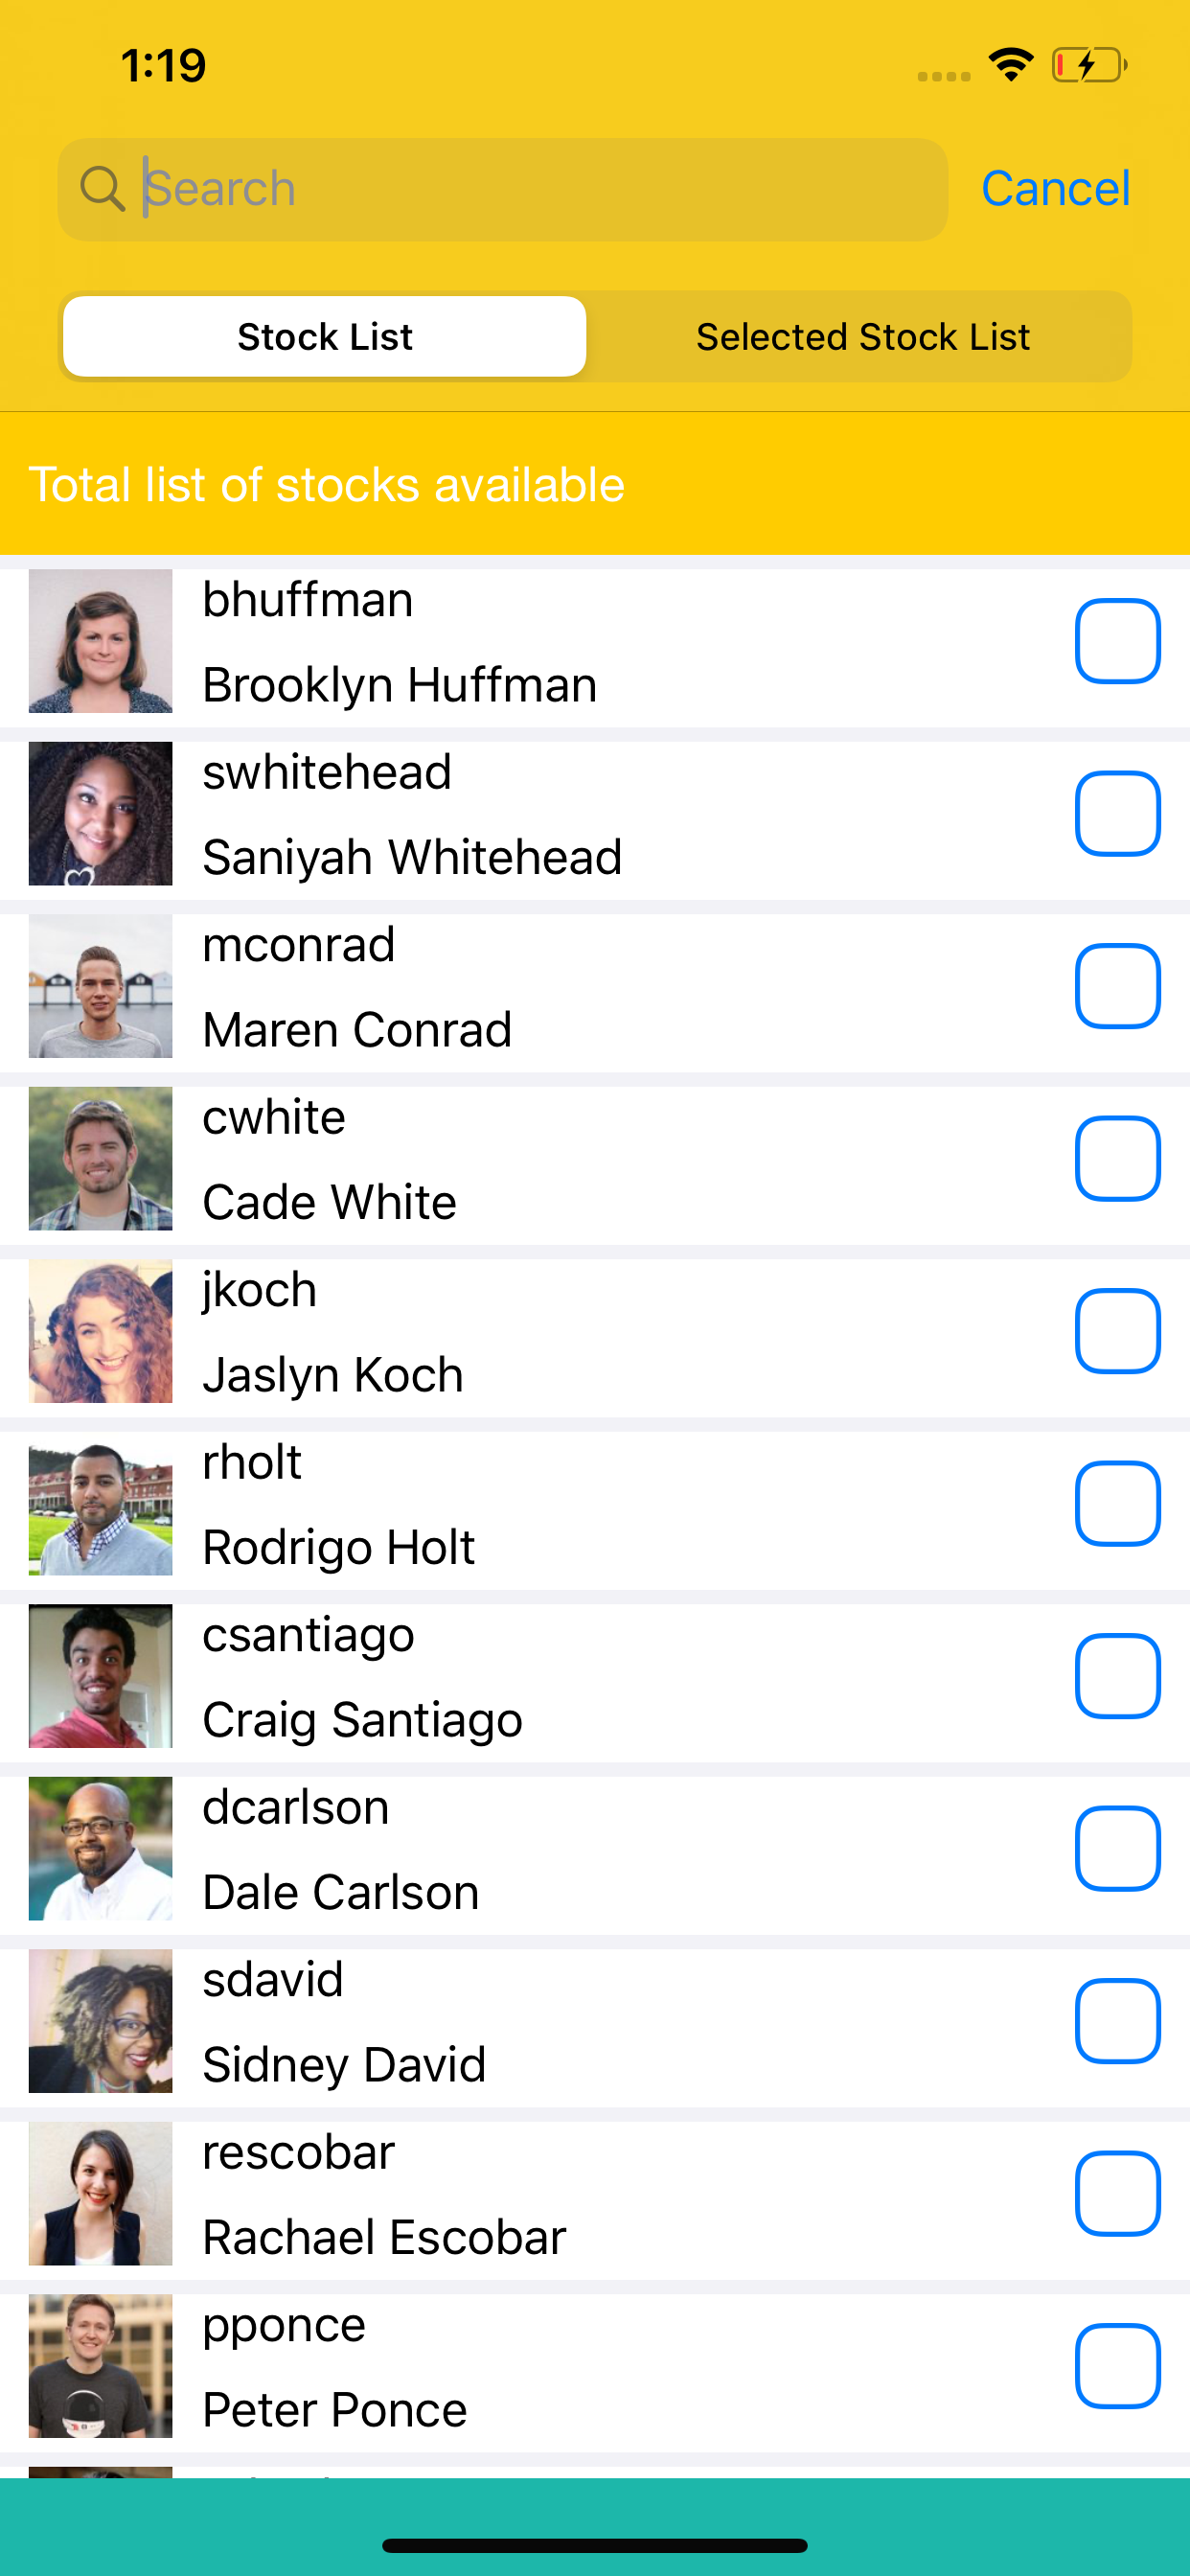 1:19
Search
Cancel
Stock List
Selected Stock List
Total list of stocks available
bhuffman
Brooklyn Huffman
swhitehead
Saniyah Whitehead
mconrad
Maren Conrad
cwhite
Cade White
jkoch
Jaslyn Koch
rholt
Rodrigo Holt
csantiago
Craig Santiago
dcarlson
Dale Carlson
sdavid
Sidney David
rescobar
Rachael Escobar
pponce
Peter Ponce